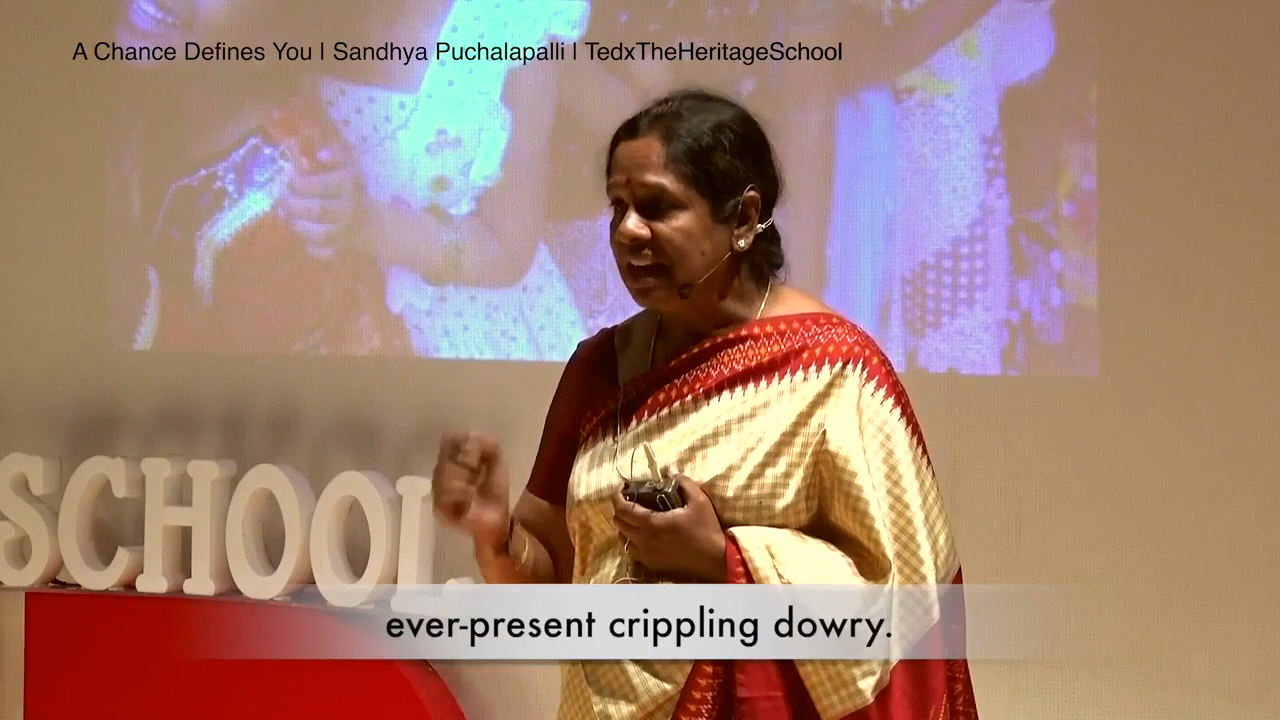 A Chance Defines You | Sandhya Puchalapalli | TedxTheHeritageSchool
SCHOOL
ever-present crippling dowry.